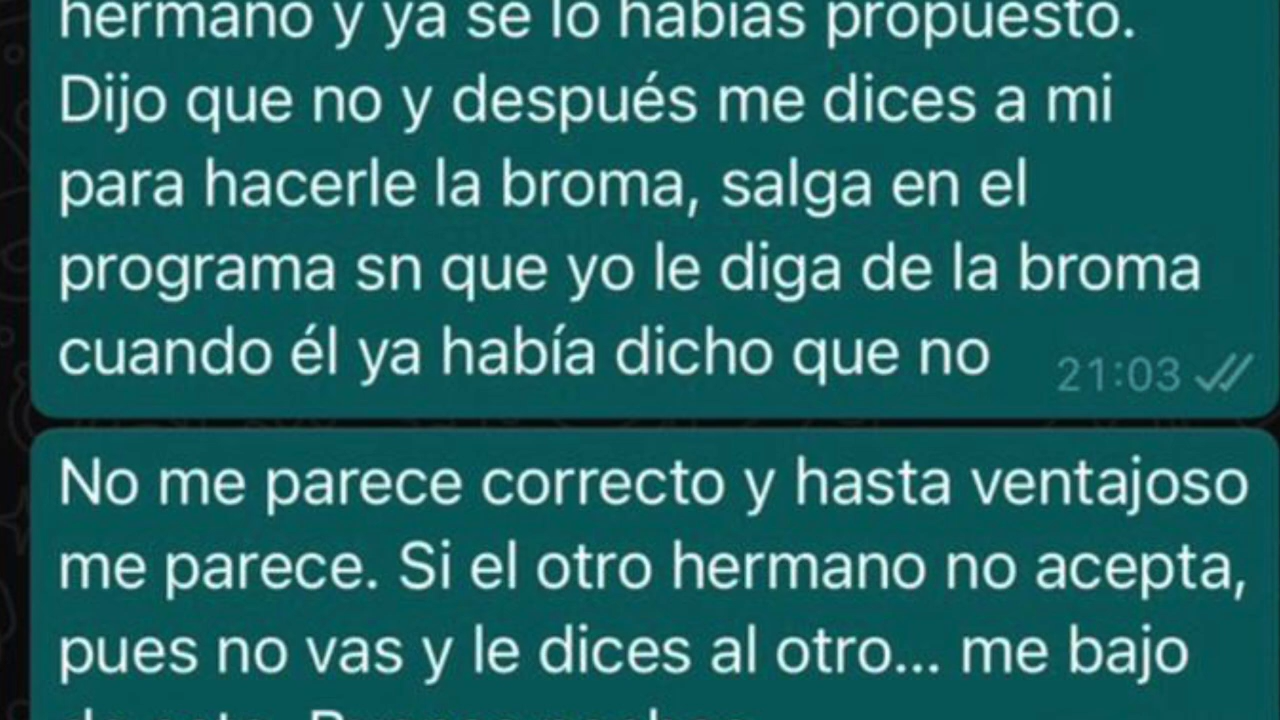 hermano y ya se lo habías propuesto.
Dijo que no y después me dices a mi
para hacerle la broma, salga en el
programa sn que yo le diga de la broma
cuando él ya había dicho que no
21:03
No me parece correcto y hasta ventajoso
me parece. Si el otro hermano no acepta,
pues no vas y le dices al otro... me bajo